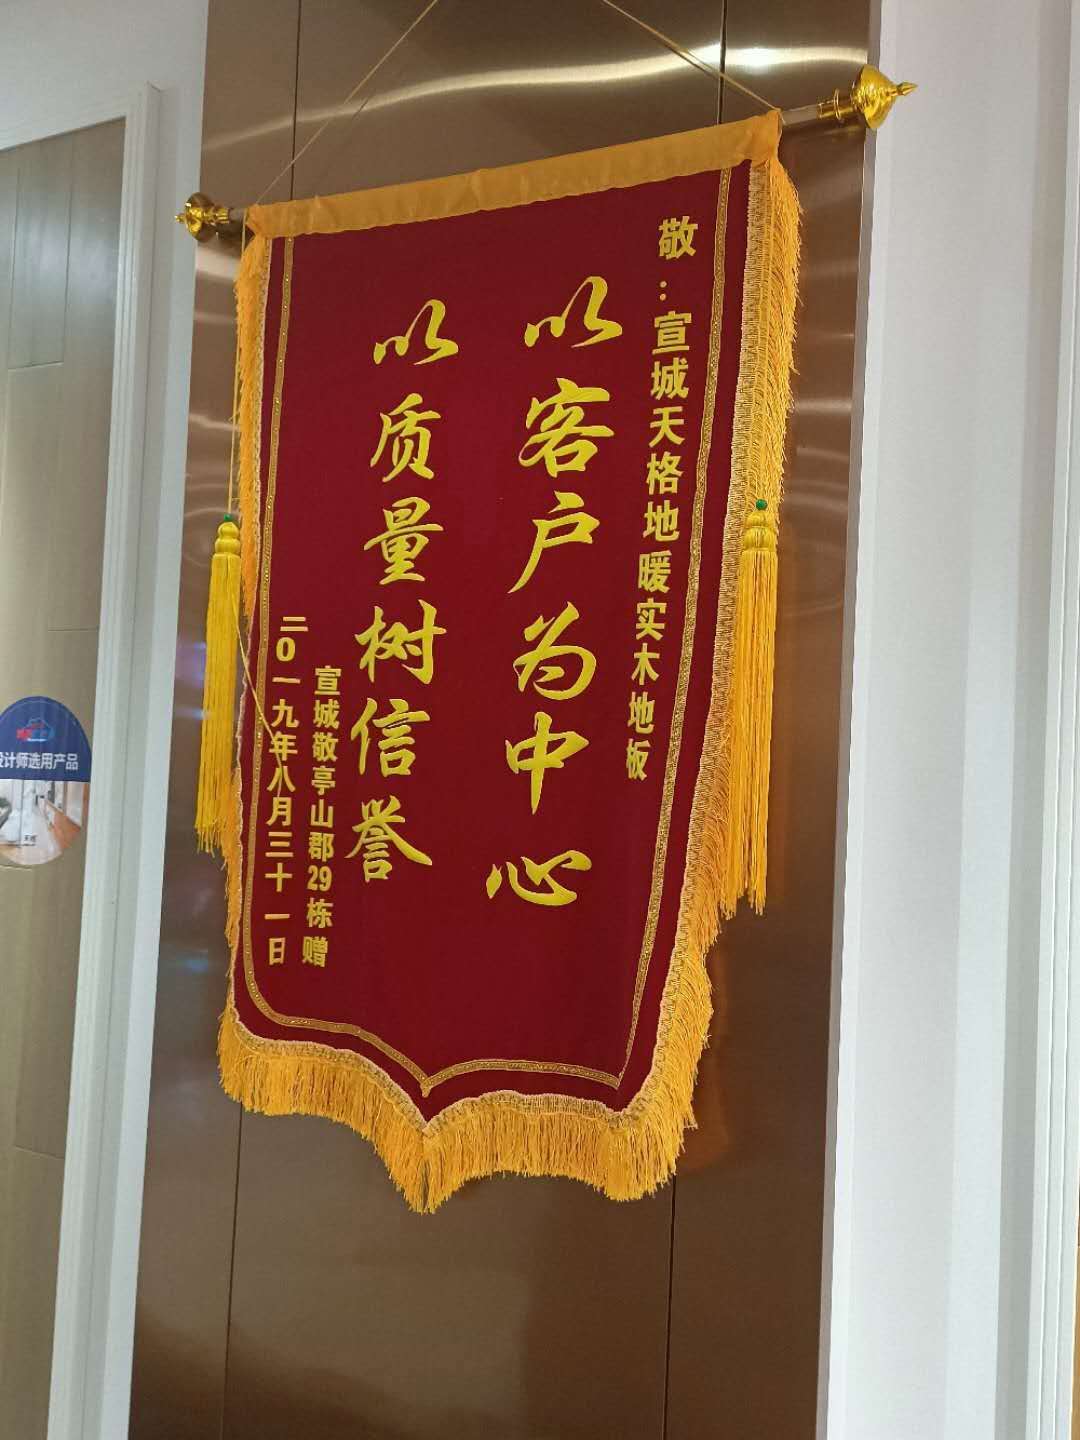 敬：宣城天格地暖实木地板
以客户为中心
以质量树信誉
宣城敬亭山郡29栋赠
二0一九年八月三十一日
设计师选用产品